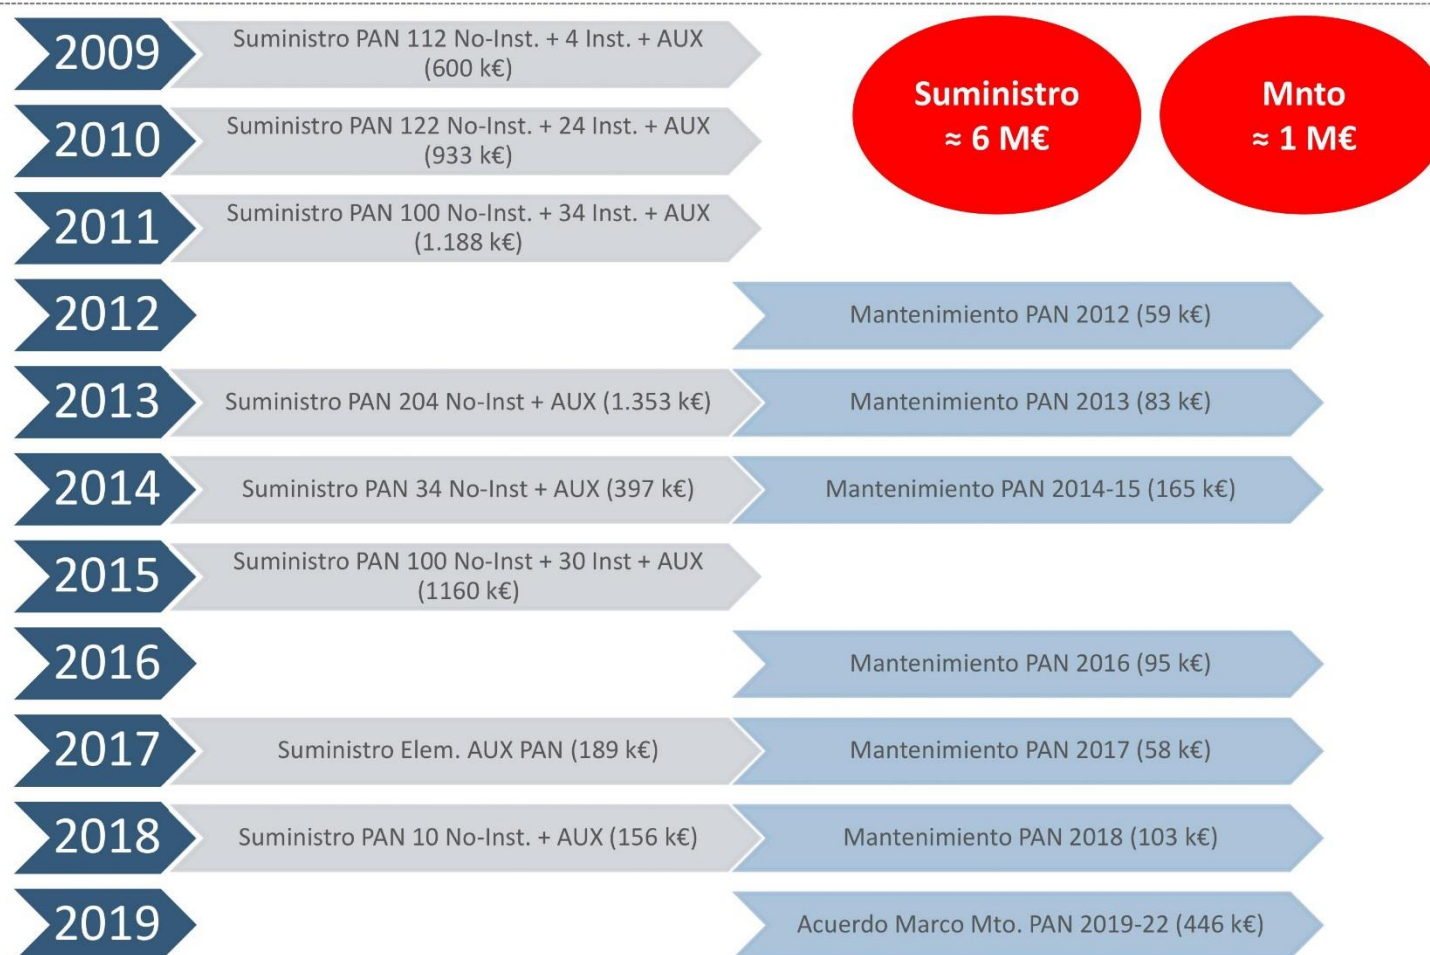 2009
Suministro PAN 112 No-Inst. + 4 Inst. + AUX
(600 k€)
Suministro
≈ 6 M€
Mnto
≈ 1 M€
2010
Suministro PAN 122 No-Inst. + 24 Inst. + AUX
(933 k€)
2011
Suministro PAN 100 No-Inst. + 34 Inst. + AUX
(1.188 k€)
2012
Mantenimiento PAN 2012 (59 k€)
2013
Suministro PAN 204 No-Inst + AUX (1.353 k€)
Mantenimiento PAN 2013 (83 k€)
2014
Suministro PAN 34 No-Inst + AUX (397 k€)
Mantenimiento PAN 2014-15 (165 k€)
2015
Suministro PAN 100 No-Inst + 30 Inst + AUX
(1160 k€)
2016
Mantenimiento PAN 2016 (95 k€)
2017
Suministro Elem. AUX PAN (189 k€)
Mantenimiento PAN 2017 (58 k€)
2018
Suministro PAN 10 No-Inst. + AUX (156 k€)
Mantenimiento PAN 2018 (103 k€)
2019
Acuerdo Marco Mto. PAN 2019-22 (446 k€)